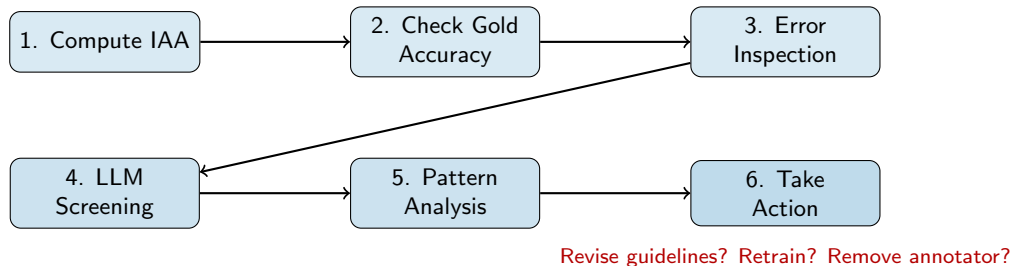 1. Compute IAA
2. Check Gold
Accuracy
3. Error
Inspection
4. LLM
Screening
5. Pattern
Analysis
6. Take
Action
Revise guidelines? Retrain? Remove annotator?